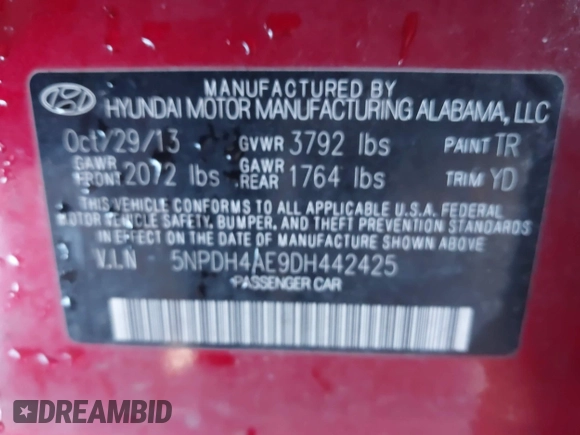 MANUFACTURED BY
HYUNDAI MOTOR MANUFACTURING ALABAMA, LLC
Oct/29/13 GVWR 3792 lbs PAINT TR
GAWR FRONT 2072 lbs GAWR REAR 1764 lbs TRIM YD
THIS VEHICLE CONFORMS TO ALL APPLICABLE U.S.A. FEDERAL
MOTOR VEHICLE SAFETY, BUMPER, AND THEFT PREVENTION STANDARDS
IN EFFECT ON THE DATE OF MANUFACTURE SHOWN ABOVE.
V.I.N 5NPDH4AE9DH442425
PASSENGER CAR
DREAMBID